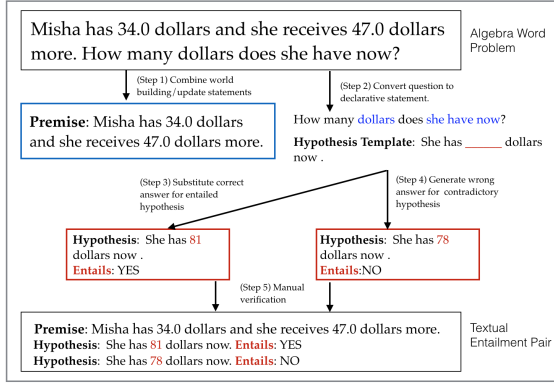 Misha has 34.0 dollars and she receives 47.0 dollars
more. How many dollars does she have now?
Algebra Word
Problem
(Step 1) Combine world
building/update statements
(Step 2) Convert question to
declarative statement.
Premise: Misha has 34.0 dollars
and she receives 47.0 dollars more.
How many dollars does she have now?
Hypothesis Template: She has ______ dollars
now .
(Step 3) Substitute correct
answer for entailed
hypothesis
(Step 4) Generate wrong
answer for contradictory
hypothesis
Hypothesis: She has 81
dollars now .
Entails: YES
Hypothesis: She has 78
dollars now .
Entails:NO
(Step 5) Manual
verification
Premise: Misha has 34.0 dollars and she receives 47.0 dollars more.
Hypothesis: She has 81 dollars now. Entails: YES
Hypothesis: She has 78 dollars now. Entails: NO
Textual
Entailment Pair